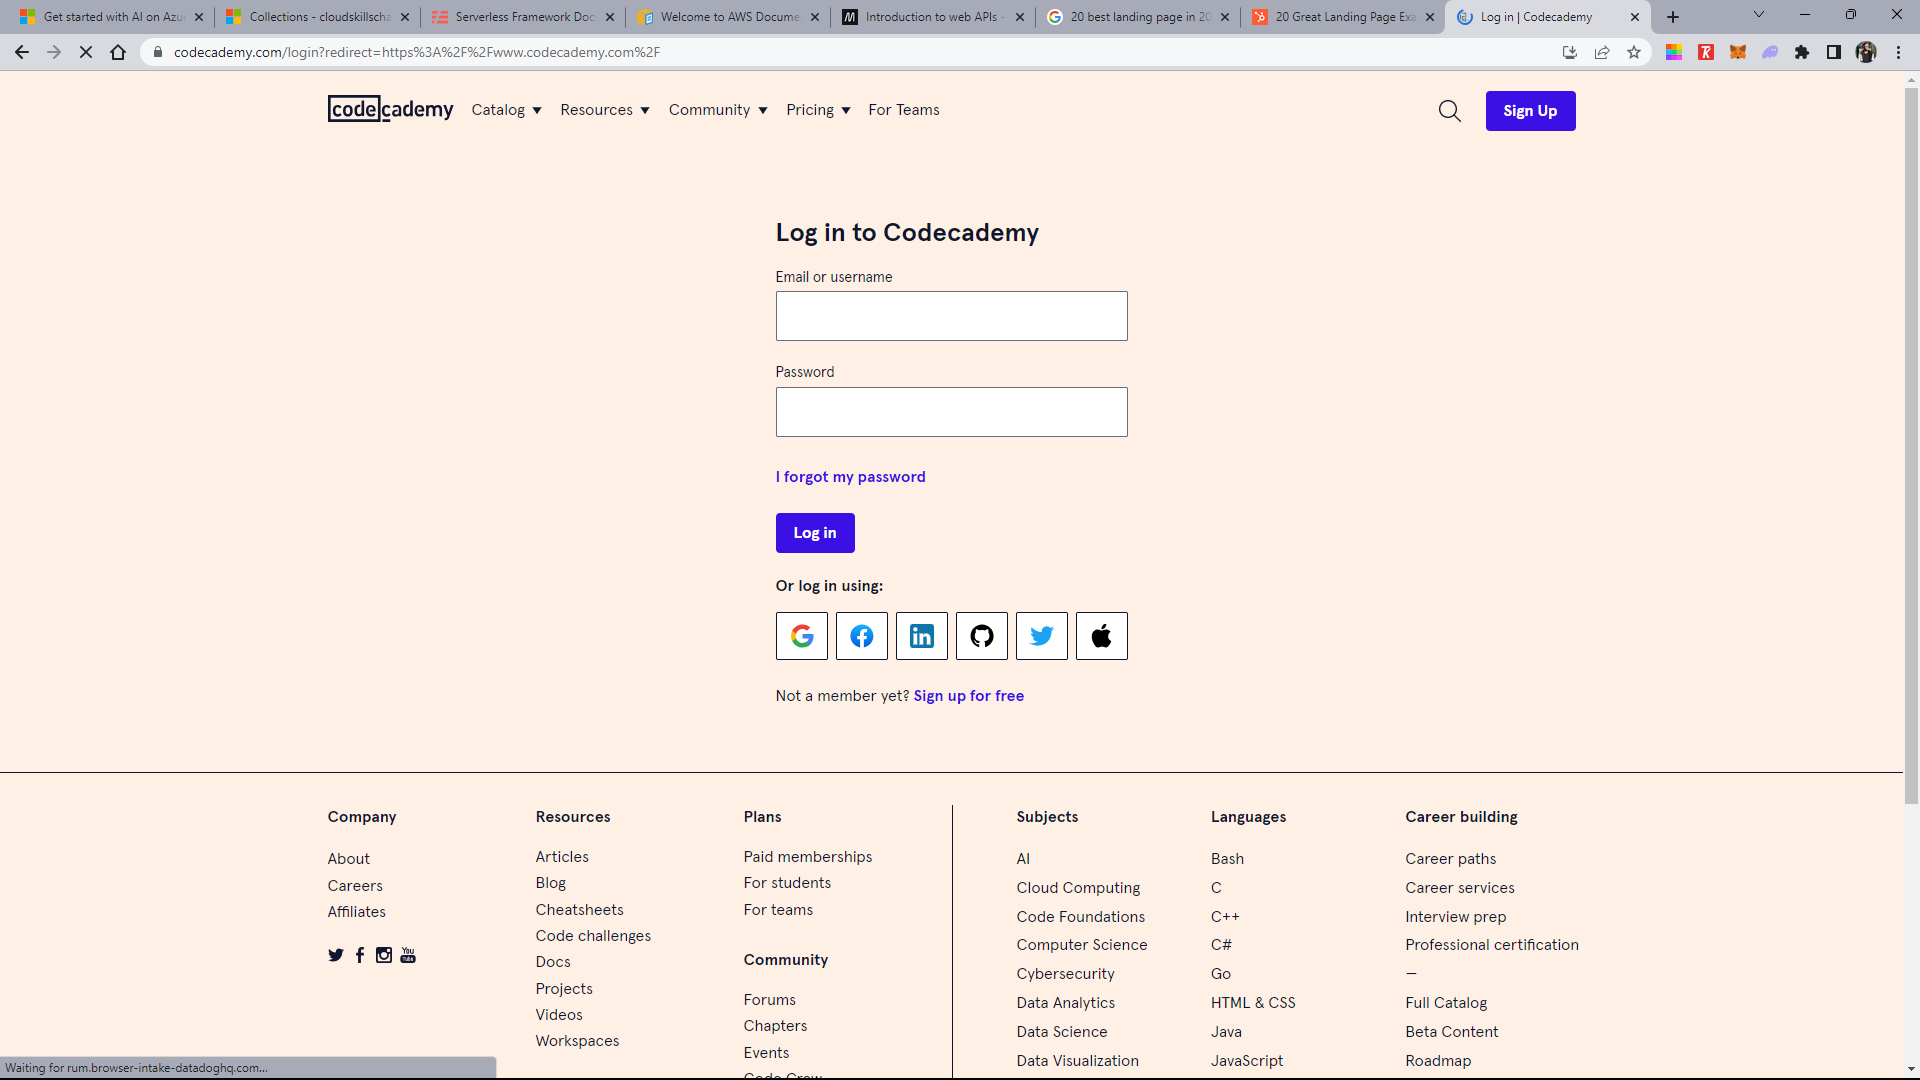 Get started with AI on Azur
Collections - cloudskillscha
Serverless Framework Doc
Welcome to AWS Docume
Introduction to web APIs -
20 best landing page in 20
20 Great Landing Page Exa
Log in | Codecademy
codecademy.com/login?redirect=https%3A%2F%2Fwww.codecademy.com%2F
codecademy
Catalog
Resources
Community
Pricing
For Teams
Sign Up
Log in to Codecademy
Email or username
Password
I forgot my password
Log in
Or log in using:
Not a member yet? Sign up for free
Company
About
Careers
Affiliates
You
Tube
Resources
Articles
Blog
Cheatsheets
Code challenges
Docs
Projects
Videos
Workspaces
Plans
Paid memberships
For students
For teams
Community
Forums
Chapters
Events
Code Crew
Subjects
AI
Cloud Computing
Code Foundations
Computer Science
Cybersecurity
Data Analytics
Data Science
Data Visualization
Languages
Bash
C
C++
C#
Go
HTML & CSS
Java
JavaScript
Career building
Career paths
Career services
Interview prep
Professional certification
—
Full Catalog
Beta Content
Roadmap
Waiting for rum.browser-intake-datadoghq.com...